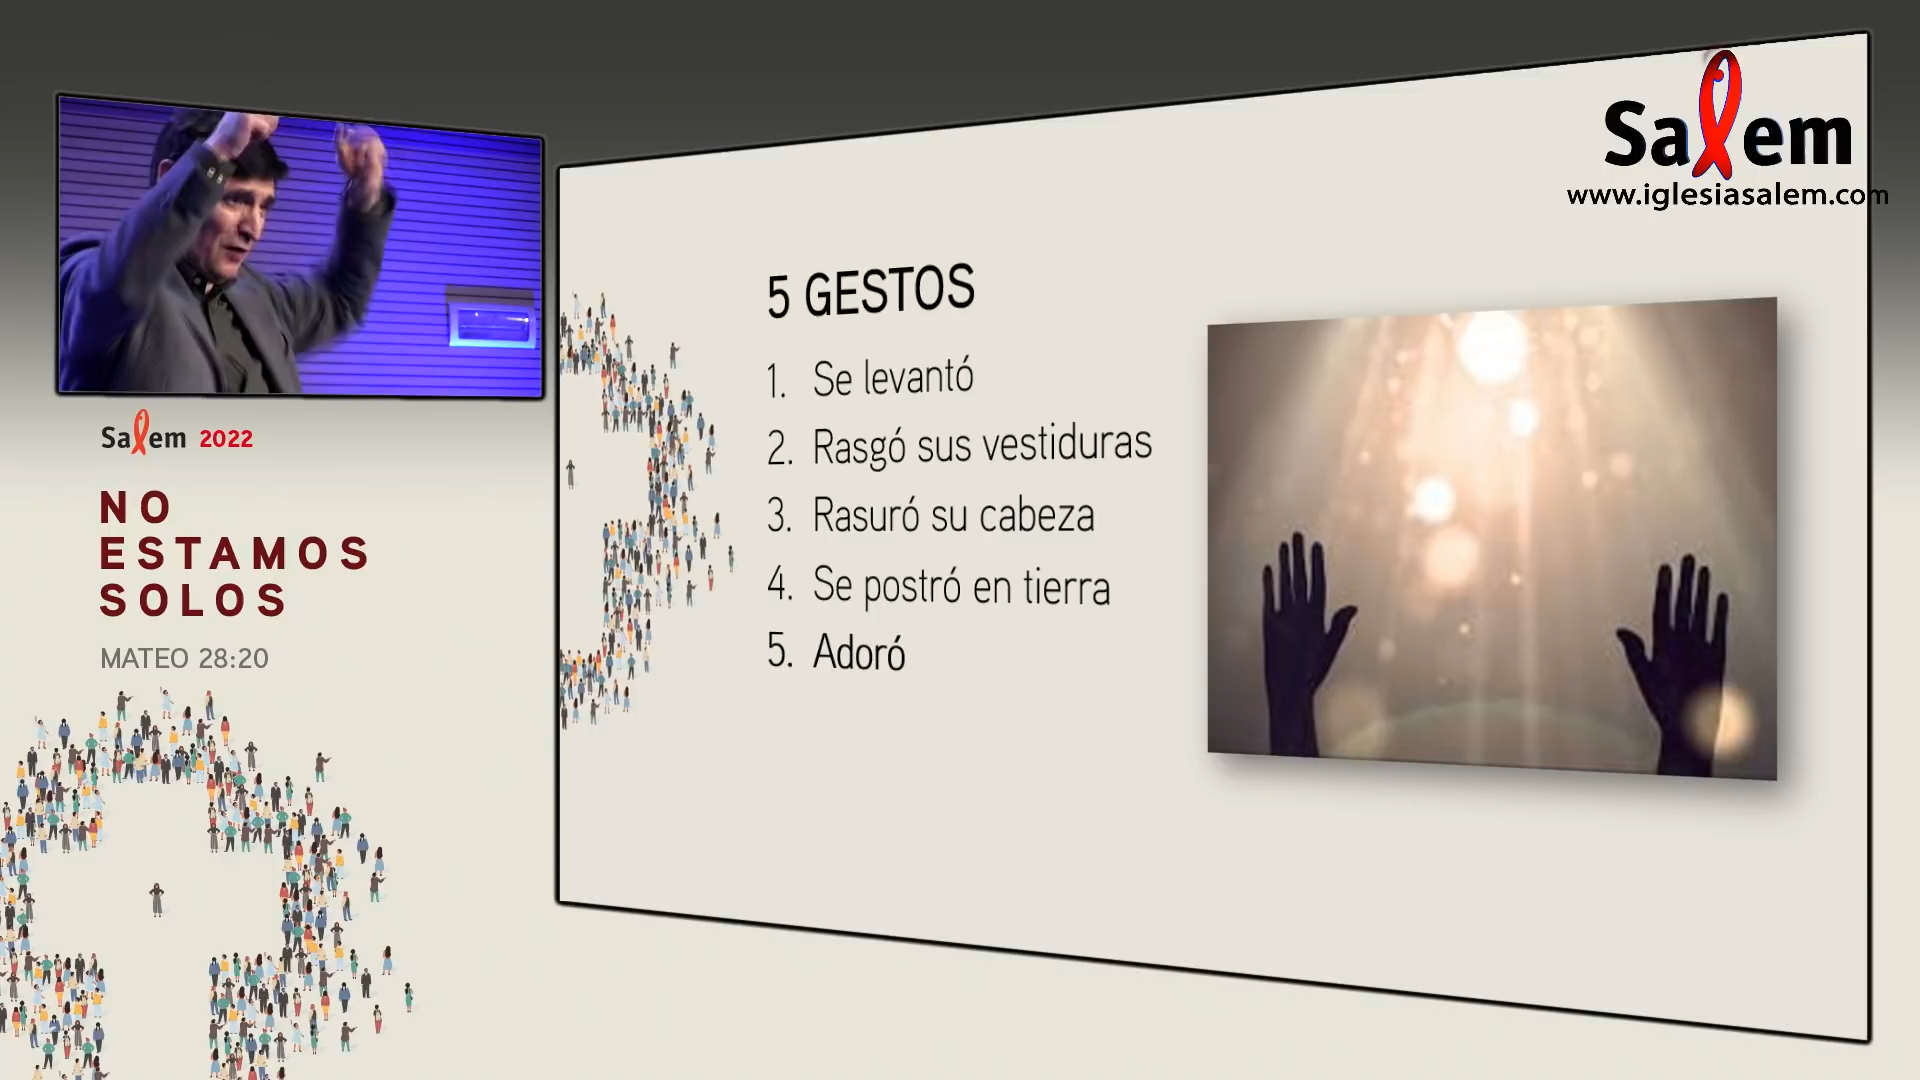 Salem
www.iglesiasalem.com
5 GESTOS
1. Se levantó
2. Rasgó sus vestiduras
3. Rasuró su cabeza
4. Se postró en tierra
5. Adoró
Salem 2022
NO
ESTAMOS
SOLOS
MATEO 28:20